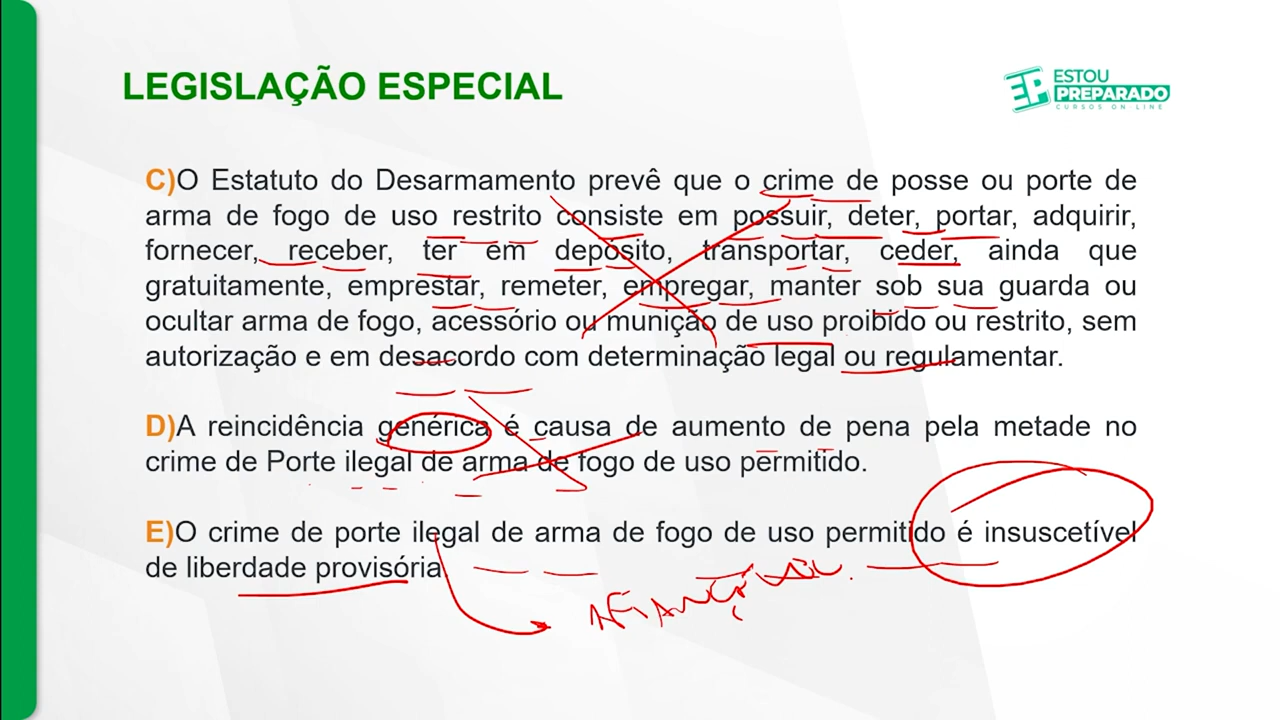 LEGISLAÇÃO ESPECIAL
ESTOU
PREPARADO
CURSOS ON LINE
C)O Estatuto do Desarmamento prevê que o crime de posse ou porte de
arma de fogo de uso restrito consiste em possuir, deter, portar, adquirir,
fornecer, receber, ter em depósito, transportar, ceder, ainda que
gratuitamente, emprestar, remeter, empregar, manter sob sua guarda ou
ocultar arma de fogo, acessório ou munição de uso proibido ou restrito, sem
autorização e em desacordo com determinação legal ou regulamentar.
D)A reincidência genérica é causa de aumento de pena pela metade no
crime de Porte ilegal de arma de fogo de uso permitido.
E)O crime de porte ilegal de arma de fogo de uso permitido é insuscetível
de liberdade provisória.